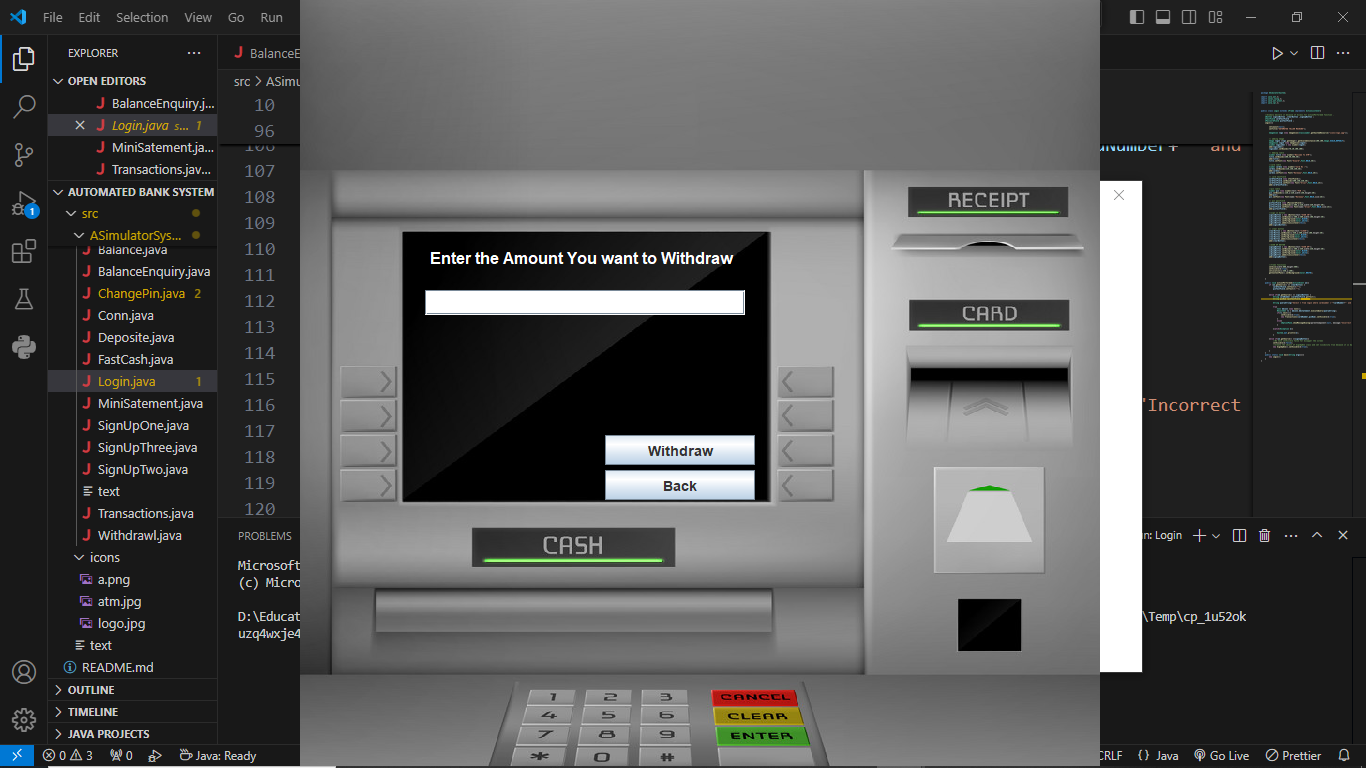 File Edit Selection View Go Run
EXPLORER
OPEN EDITORS
BalanceEnquiry.j...
Login.java s... 1
MiniSatement.ja...
Transactions.jav...
AUTOMATED BANK SYSTEM
src
ASimulatorSys...
Balance.java
BalanceEnquiry.java
ChangePin.java 2
Conn.java
Deposite.java
FastCash.java
Login.java 1
MiniSatement.java
SignUpOne.java
SignUpThree.java
SignUpTwo.java
text
Transactions.java
Withdrawl.java
icons
a.png
atm.jpg
logo.jpg
text
README.md
OUTLINE
TIMELINE
JAVA PROJECTS
1
BalanceE
src > ASimu
10
96
106
107
108
109
110
111
112
113
114
115
116
117
118
119
120
PROBLEMS
Microsoft
(c) Micro
D:\Educat
uzq4wxje4
Enter the Amount You want to Withdraw
Withdraw
Back
CASH
RECEIPT
CARD
1 2 3 CANCEL
4 5 6 CLEAR
7 8 9 ENTER
* 0 #
dNumber+ " and
"Incorrect
n: Login
\Temp\cp_1u52ok
0 3 0 Java: Ready
CRLF {} Java Go Live Prettier